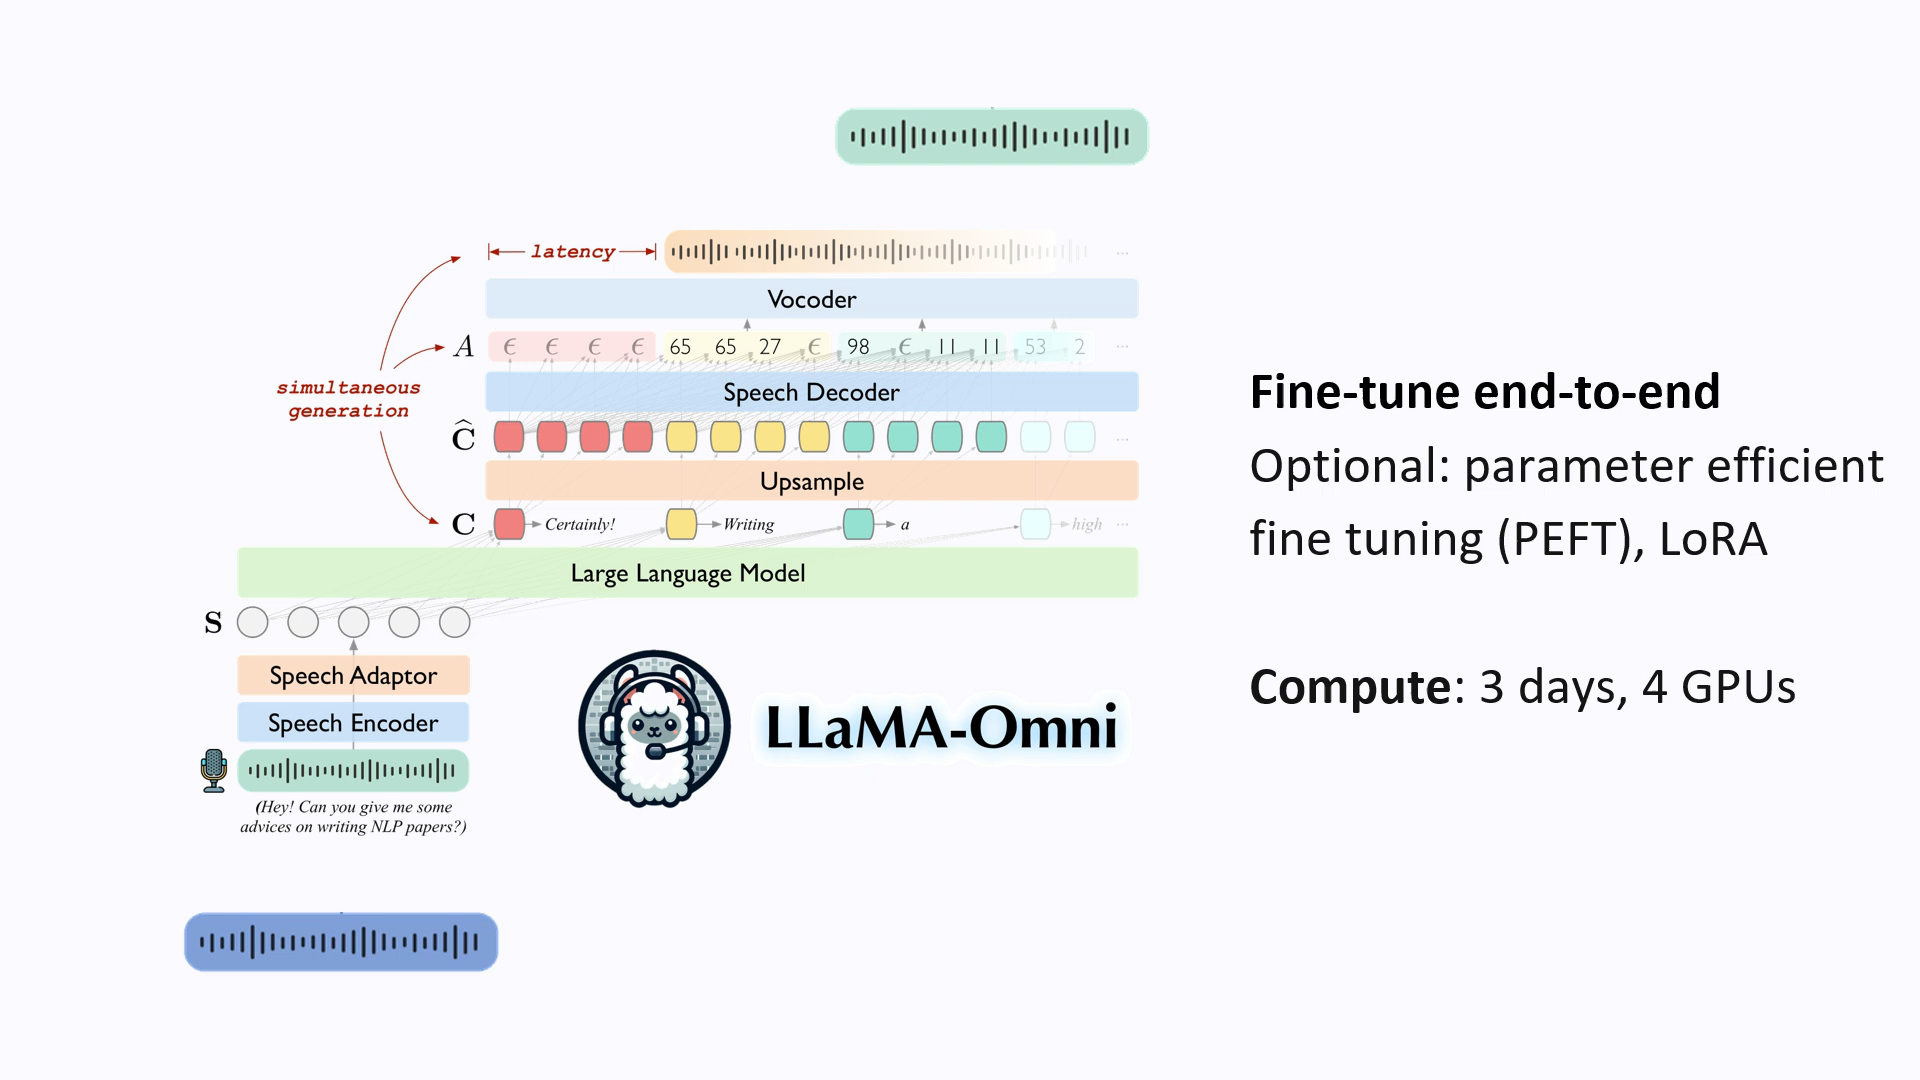 latency
...
Vocoder
A ϵ ϵ ϵ ϵ 65 65 27 ϵ 98 ϵ 11 11 53 2 ...
simultaneous
generation
Speech Decoder
Ĉ ...
Upsample
C Certainly! Writing a high ...
Large Language Model
S
Speech Adaptor
Speech Encoder
(Hey! Can you give me some
advices on writing NLP papers?)
LLaMA-Omni
Fine-tune end-to-end
Optional: parameter efficient
fine tuning (PEFT), LoRA
Compute: 3 days, 4 GPUs